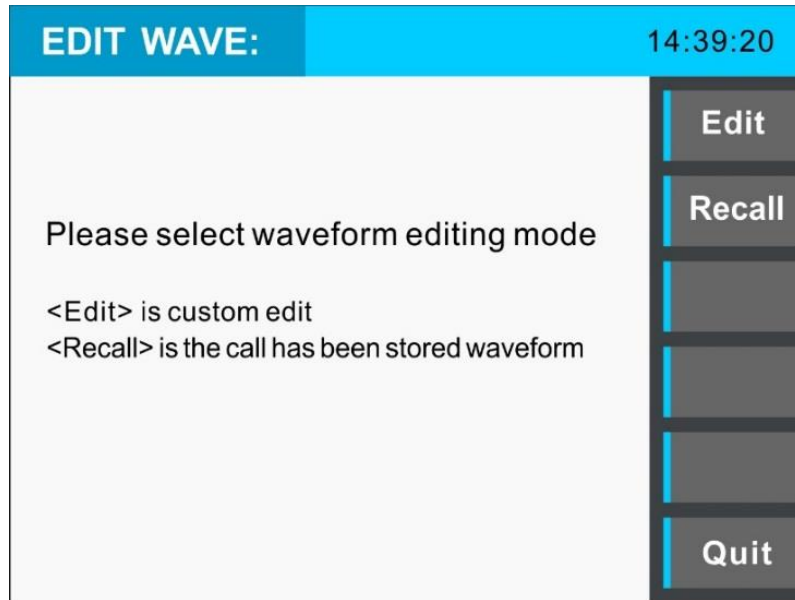 EDIT WAVE:
14:39:20
Edit
Recall
Please select waveform editing mode
<Edit> is custom edit
<Recall> is the call has been stored waveform
Quit